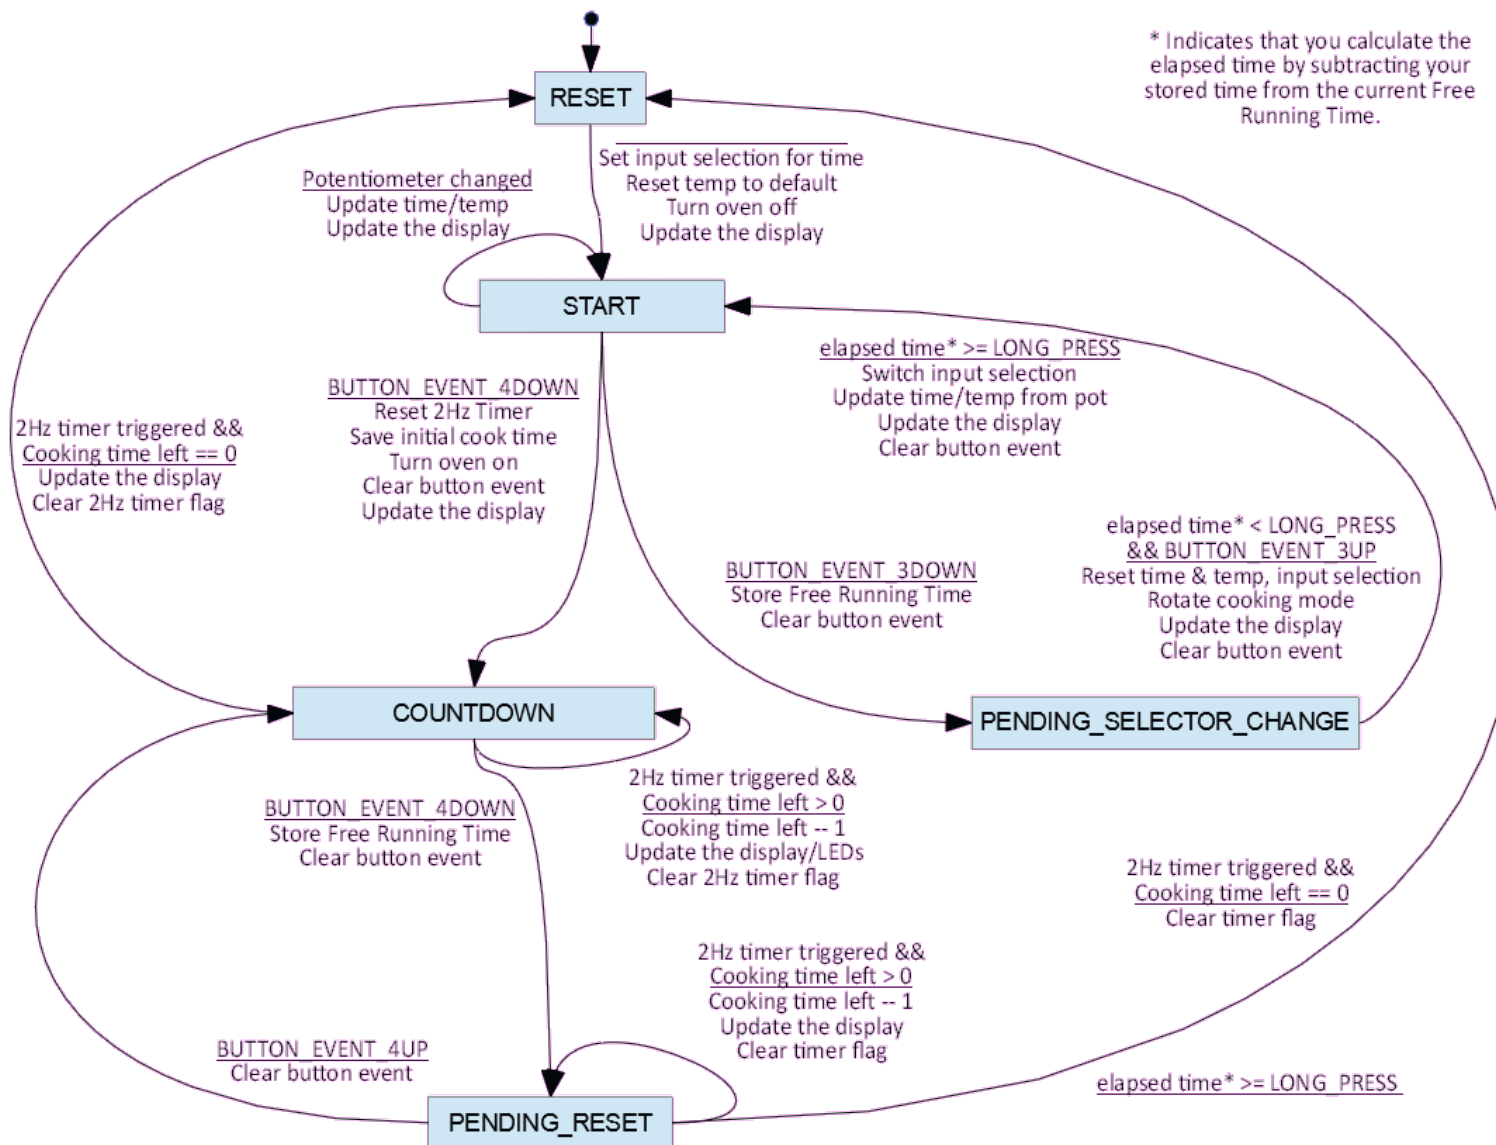 * Indicates that you calculate the
elapsed time by subtracting your
stored time from the current Free
Running Time.
RESET
Set input selection for time
Reset temp to default
Turn oven off
Update the display
Potentiometer changed
Update time/temp
Update the display
START
elapsed time* >= LONG_PRESS
Switch input selection
Update time/temp from pot
Update the display
Clear button event
BUTTON_EVENT_4DOWN
Reset 2Hz Timer
Save initial cook time
Turn oven on
Clear button event
Update the display
2Hz timer triggered &&
Cooking time left == 0
Update the display
Clear 2Hz timer flag
elapsed time* < LONG_PRESS
&& BUTTON_EVENT_3UP
Reset time & temp, input selection
Rotate cooking mode
Update the display
Clear button event
BUTTON_EVENT_3DOWN
Store Free Running Time
Clear button event
COUNTDOWN
PENDING_SELECTOR_CHANGE
2Hz timer triggered &&
Cooking time left > 0
Cooking time left -- 1
Update the display/LEDs
Clear 2Hz timer flag
BUTTON_EVENT_4DOWN
Store Free Running Time
Clear button event
2Hz timer triggered &&
Cooking time left == 0
Clear timer flag
2Hz timer triggered &&
Cooking time left > 0
Cooking time left -- 1
Update the display
Clear timer flag
BUTTON_EVENT_4UP
Clear button event
elapsed time* >= LONG_PRESS
PENDING_RESET